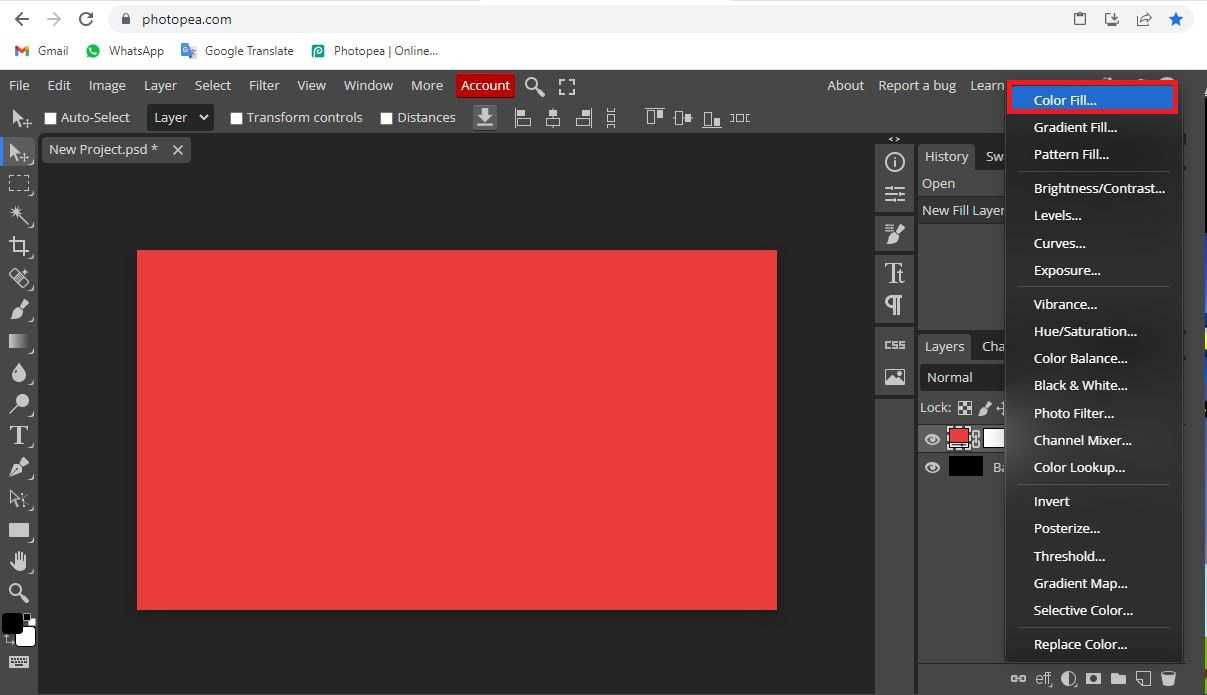 photopea.com
Gmail WhatsApp Google Translate Photopea | Online...
File Edit Image Layer Select Filter View Window More Account About Report a bug Learn
Auto-Select Layer Transform controls Distances
New Project.psd *
History Sw
Open
New Fill Layer
Tt
CSS
Layers Cha
Normal
Lock:
Ba
T
Color Fill...
Gradient Fill...
Pattern Fill...
Brightness/Contrast...
Levels...
Curves...
Exposure...
Vibrance...
Hue/Saturation...
Color Balance...
Black & White...
Photo Filter...
Channel Mixer...
Color Lookup...
Invert
Posterize...
Threshold...
Gradient Map...
Selective Color...
Replace Color...
eff